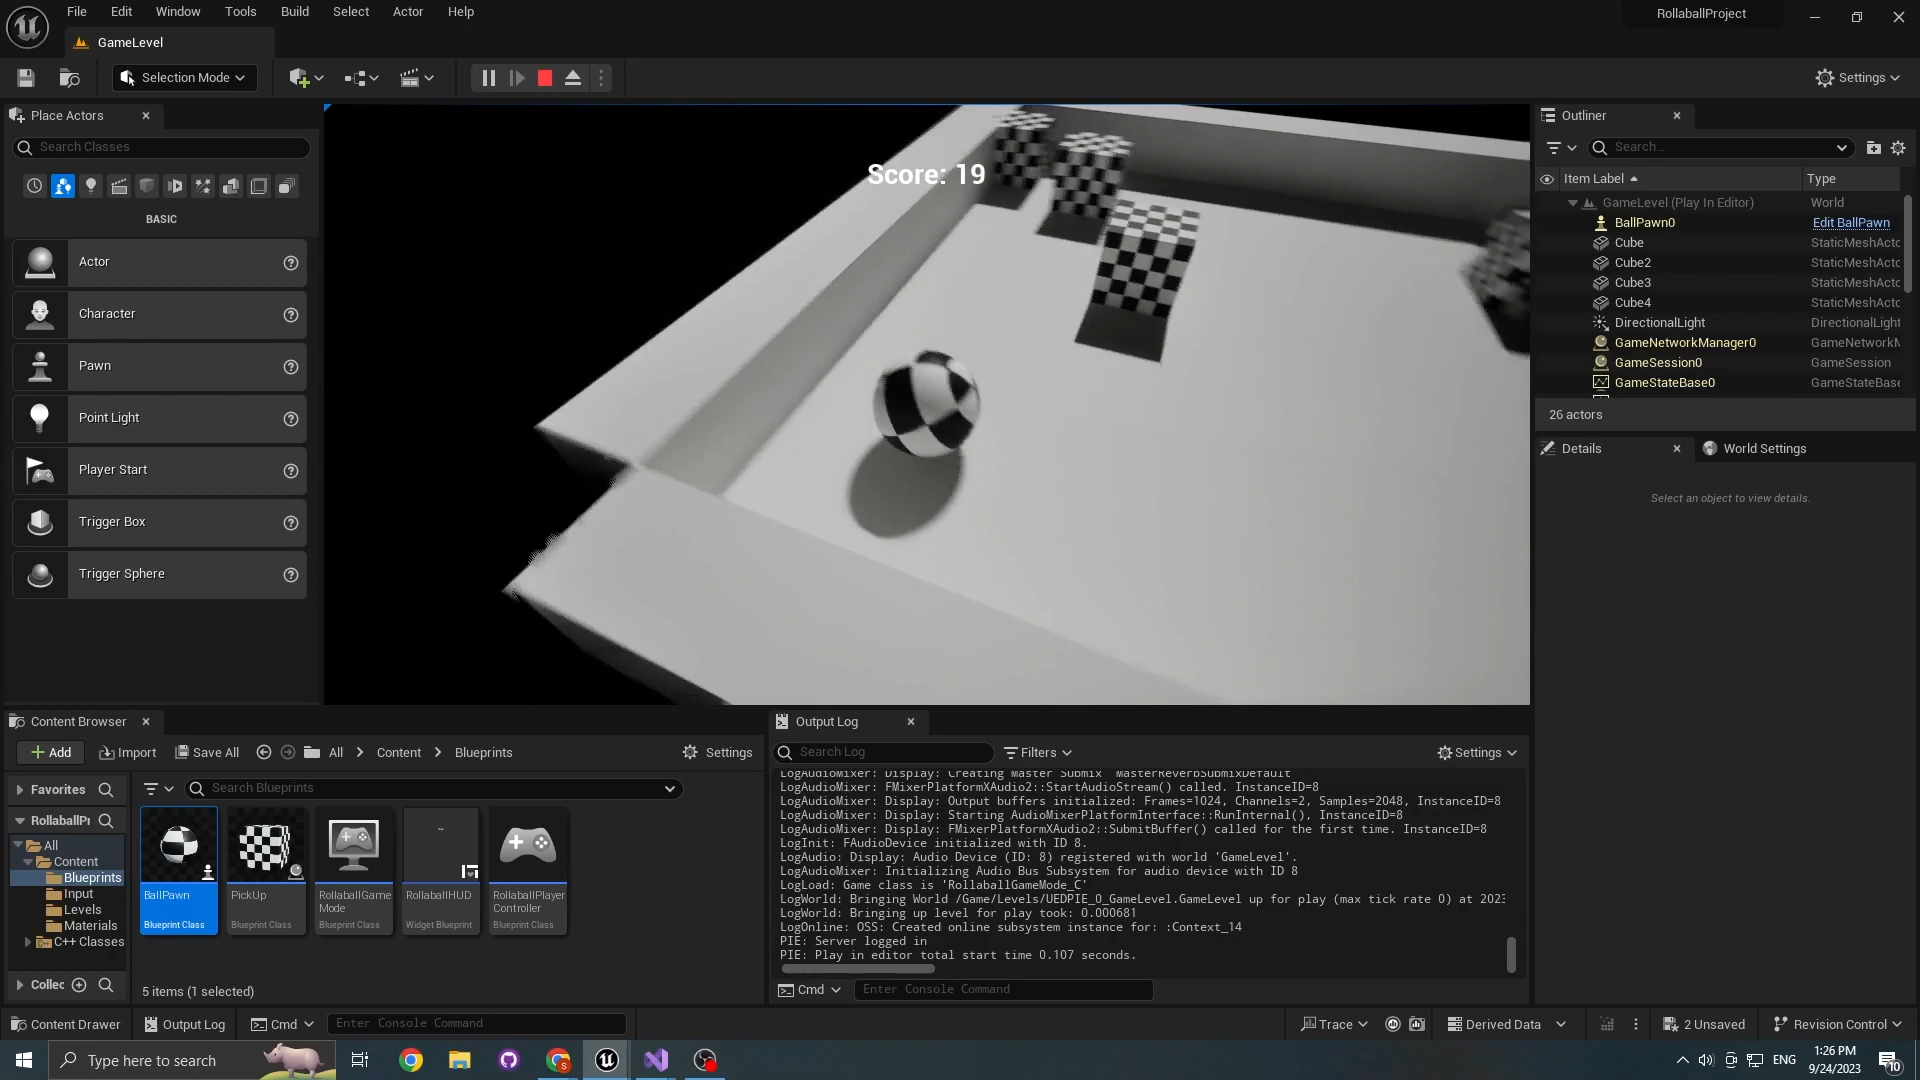 File Edit Window Tools Build Select Actor Help
RollaballProject
GameLevel
Selection Mode
Settings
Place Actors
Search Classes
BASIC
Actor
Character
Pawn
Point Light
Player Start
Trigger Box
Trigger Sphere
Score: 19
Outliner
Search...
Item Label Type
GameLevel (Play In Editor) World
BallPawn0 Edit BallPawn
Cube StaticMeshActo
Cube2 StaticMeshActo
Cube3 StaticMeshActo
Cube4 StaticMeshActo
DirectionalLight DirectionalLight
GameNetworkManager0 GameNetworkM
GameSession0 GameSession
GameStateBase0 GameStateBase
26 actors
Details World Settings
Select an object to view details.
Content Browser
Add Import Save All All Content Blueprints Settings
Favorites
Search Blueprints
RollaballPr
All
Content
Blueprints
Input
Levels
Materials
C++ Classes
Collec
BallPawn
Blueprint Class
PickUp
Blueprint Class
RollaballGame
Mode
Blueprint Class
RollaballHUD
Widget Blueprint
RollaballPlayer
Controller
Blueprint Class
5 items (1 selected)
Output Log
Search Log Filters Settings
LogAudioMixer: Display: Creating Master Submix 'MasterReverbSubmixDefault'
LogAudioMixer: FMixerPlatformXAudio2::StartAudioStream() called. InstanceID=8
LogAudioMixer: Display: Output buffers initialized: Frames=1024, Channels=2, Samples=2048, InstanceID=8
LogAudioMixer: Display: Starting AudioMixerPlatformInterface::RunInternal(), InstanceID=8
LogAudioMixer: Display: FMixerPlatformXAudio2::SubmitBuffer() called for the first time. InstanceID=8
LogInit: FAudioDevice initialized with ID 8.
LogAudio: Display: Audio Device (ID: 8) registered with world 'GameLevel'.
LogAudioMixer: Initializing Audio Bus Subsystem for audio device with ID 8
LogLoad: Game class is 'RollaballGameMode_C'
LogWorld: Bringing World /Game/Levels/UEDPIE_0_GameLevel.GameLevel up for play (max tick rate 0) at 2023
LogWorld: Bringing up level for play took: 0.000681
LogOnline: OSS: Created online subsystem instance for: :Context_14
PIE: Server logged in
PIE: Play in editor total start time 0.107 seconds.
Cmd Enter Console Command
Content Drawer Output Log Cmd Enter Console Command Trace Derived Data 2 Unsaved Revision Control
Type here to search
ENG
1:26 PM
9/24/2023
10